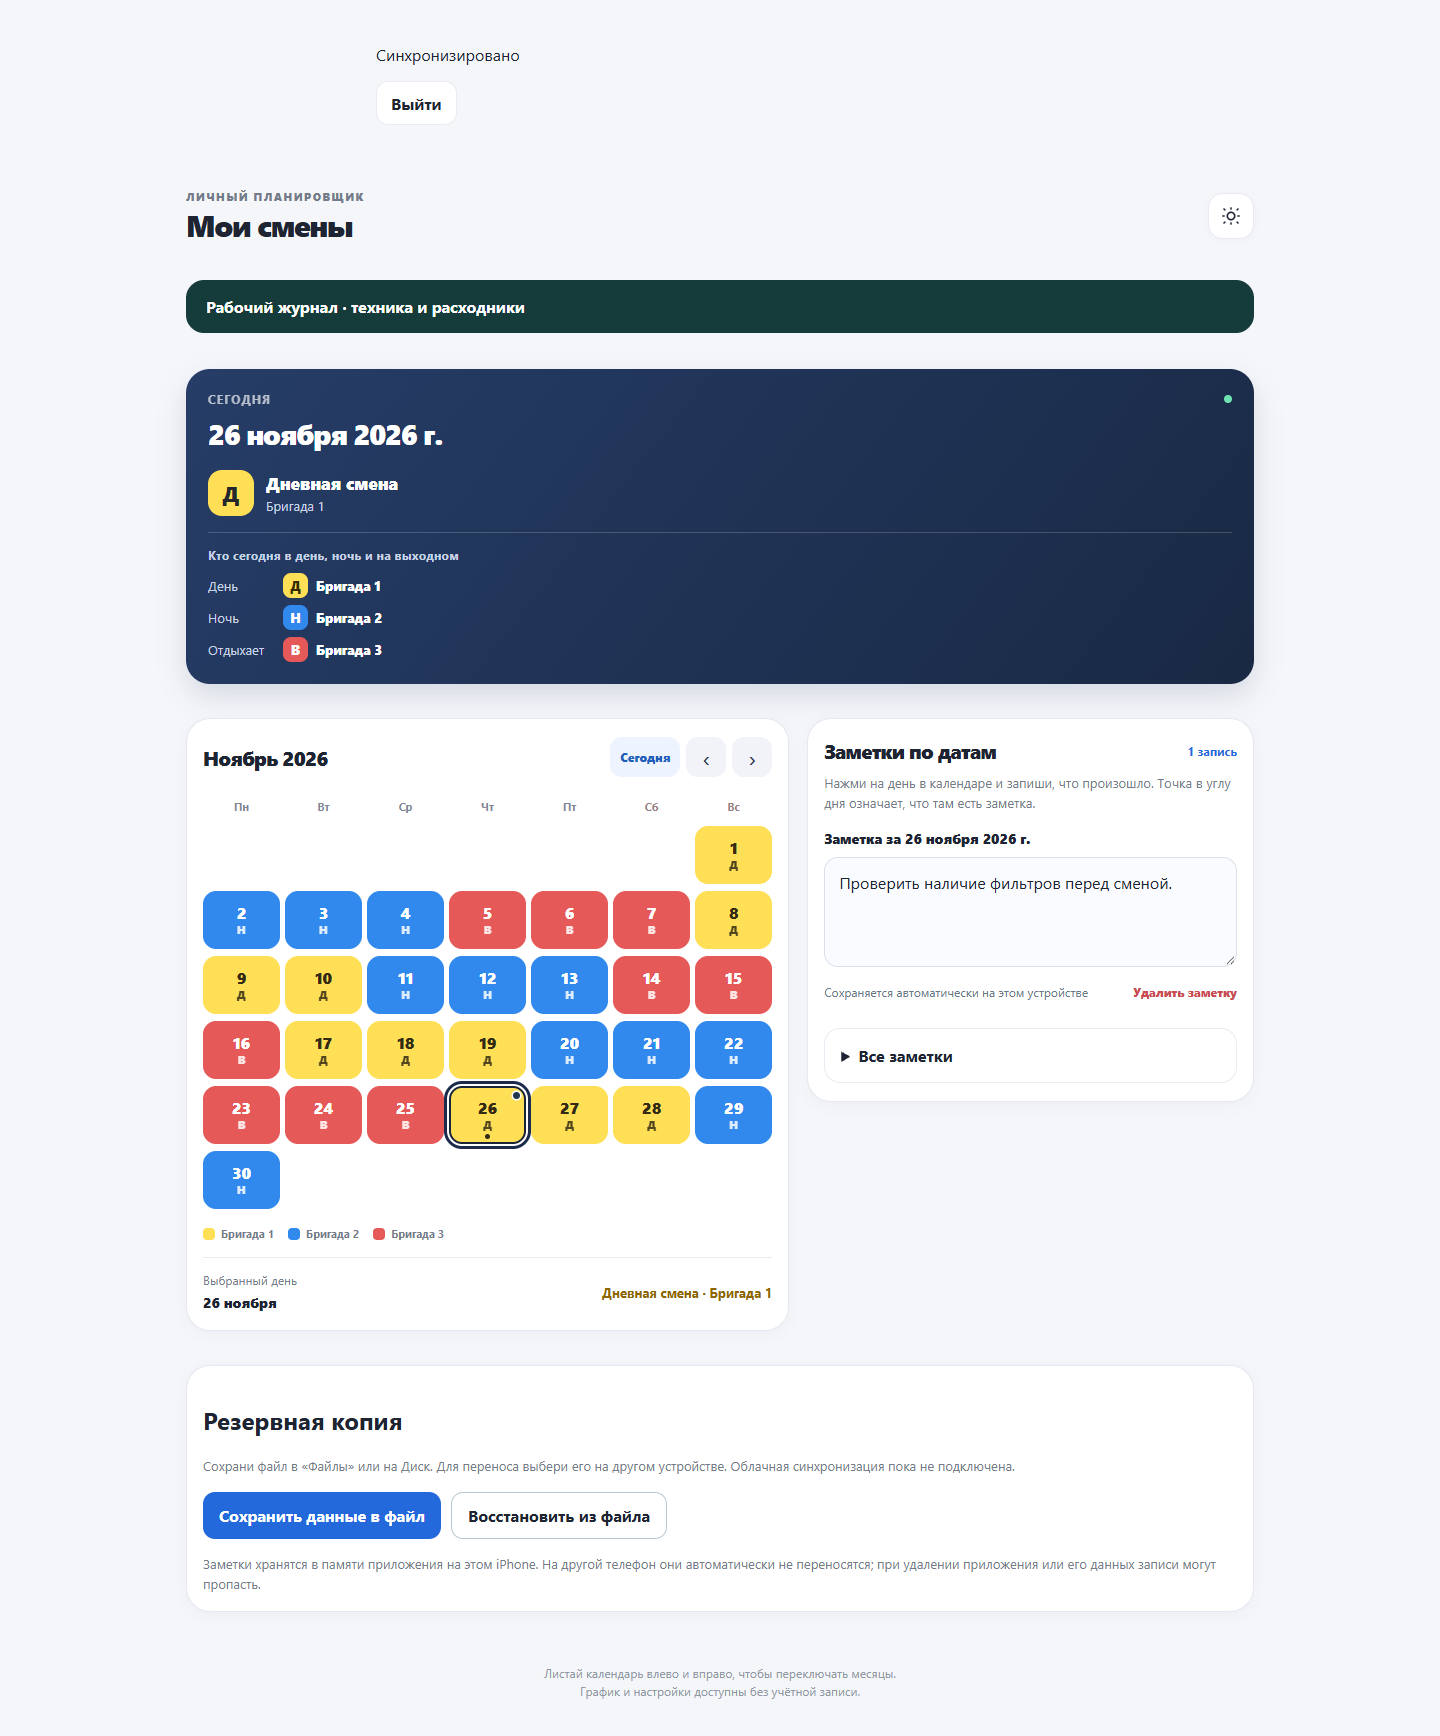 Синхронизировано
Выйти
ЛИЧНЫЙ ПЛАНИРОВЩИК
Мои смены
Рабочий журнал · техника и расходники
СЕГОДНЯ
26 ноября 2026 г.
Д
Дневная смена
Бригада 1
Кто сегодня в день, ночь и на выходном
День Д Бригада 1
Ночь Н Бригада 2
Отдыхает В Бригада 3
Ноябрь 2026
Сегодня ‹ ›
Пн Вт Ср Чт Пт Сб Вс
1
д
2 3 4 5 6 7 8
н н н в в в д
9 10 11 12 13 14 15
д д н н н в в
16 17 18 19 20 21 22
в д д д н н н
23 24 25 26 27 28 29
в в в д д д н
30
н
Бригада 1 Бригада 2 Бригада 3
Выбранный день
26 ноября
Дневная смена · Бригада 1
Заметки по датам
1 запись
Нажми на день в календаре и запиши, что произошло. Точка в углу
дня означает, что там есть заметка.
Заметка за 26 ноября 2026 г.
Проверить наличие фильтров перед сменой.
Сохраняется автоматически на этом устройстве
Удалить заметку
Все заметки
Резервная копия
Сохрани файл в «Файлы» или на Диск. Для переноса выбери его на другом устройстве. Облачная синхронизация пока не подключена.
Сохранить данные в файл
Восстановить из файла
Заметки хранятся в памяти приложения на этом iPhone. На другой телефон они автоматически не переносятся; при удалении приложения или его данных записи могут
пропасть.
Листай календарь влево и вправо, чтобы переключать месяцы.
График и настройки доступны без учётной записи.